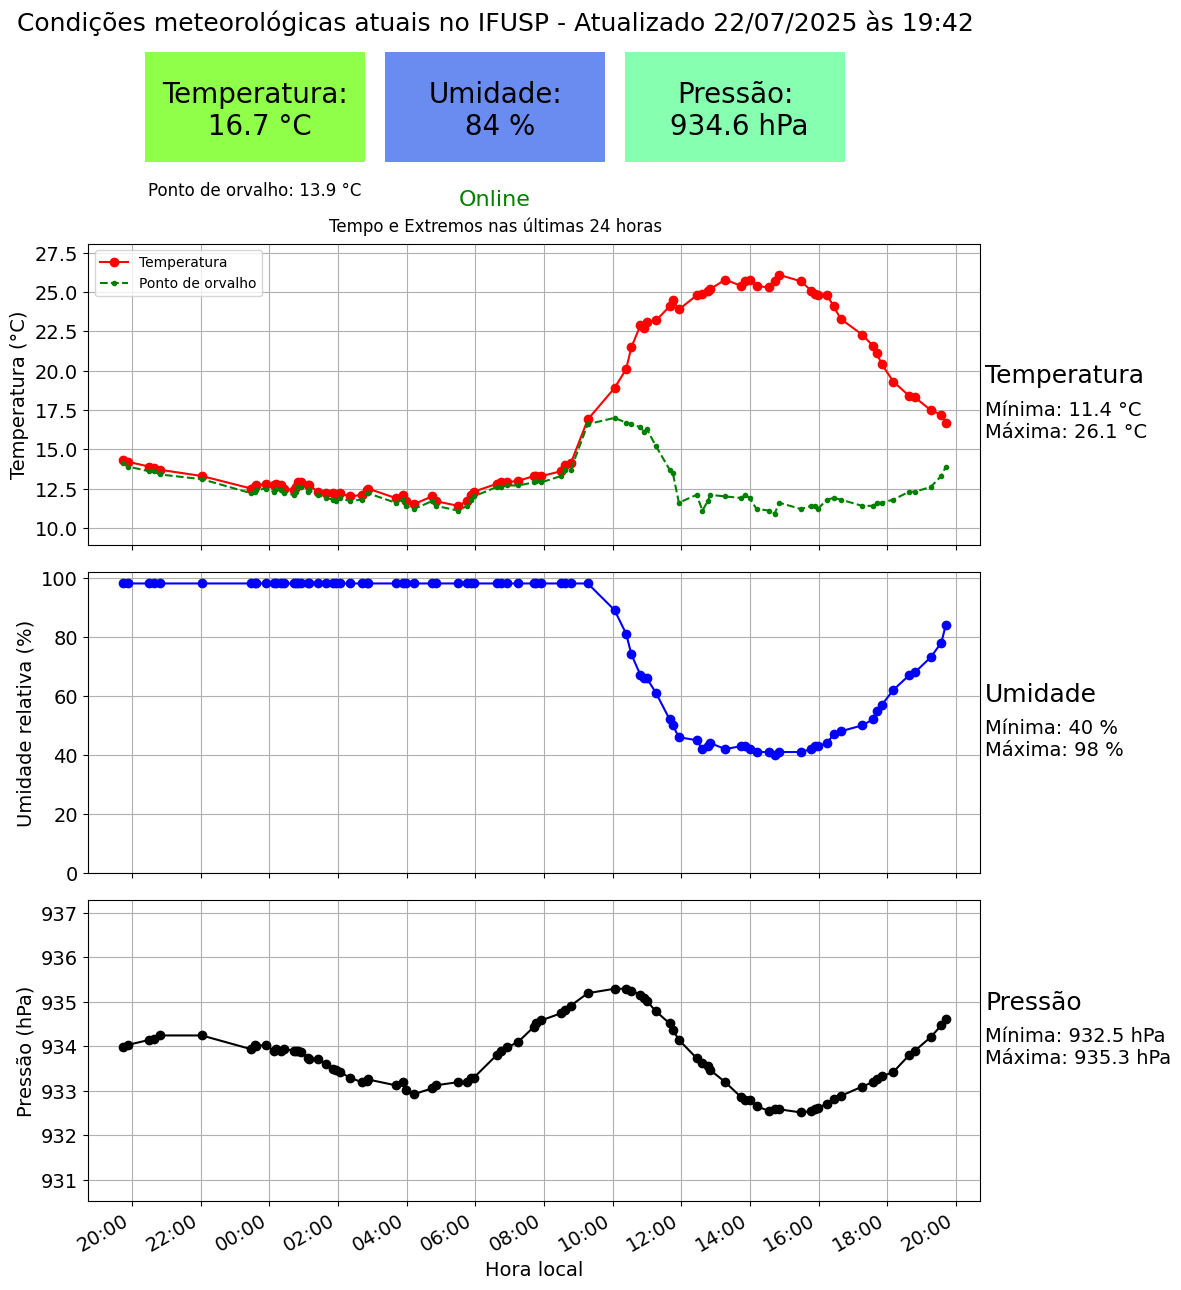 Condições meteorológicas atuais no IFUSP - Atualizado 22/07/2025 às 19:42
Temperatura:
16.7 °C
Umidade:
84 %
Pressão:
934.6 hPa
Ponto de orvalho: 13.9 °C
Online
Tempo e Extremos nas últimas 24 horas
Temperatura (°C)
27.5
25.0
22.5
20.0
17.5
15.0
12.5
10.0
Temperatura
Ponto de orvalho
Temperatura
Mínima: 11.4 °C
Máxima: 26.1 °C
Umidade relativa (%)
100
80
60
40
20
0
Umidade
Mínima: 40 %
Máxima: 98 %
Pressão (hPa)
937
936
935
934
933
932
931
Pressão
Mínima: 932.5 hPa
Máxima: 935.3 hPa
20:00 22:00 00:00 02:00 04:00 06:00 08:00 10:00 12:00 14:00 16:00 18:00 20:00
Hora local